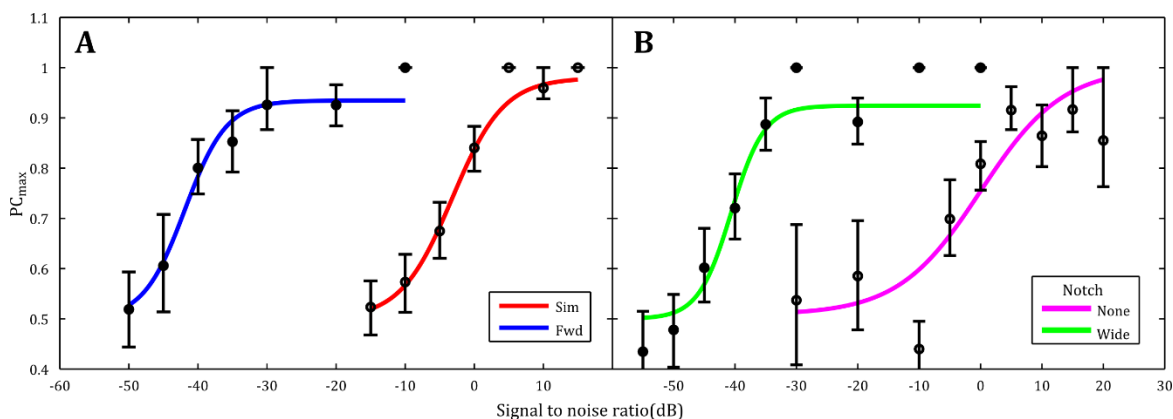 A
B
1.1
1
0.9
0.8
0.7
0.6
0.5
0.4
PCmax
Sim
Fwd
Notch
None
Wide
-60 -50 -40 -30 -20 -10 0 10 -50 -40 -30 -20 -10 0 10 20 30
Signal to noise ratio(dB)